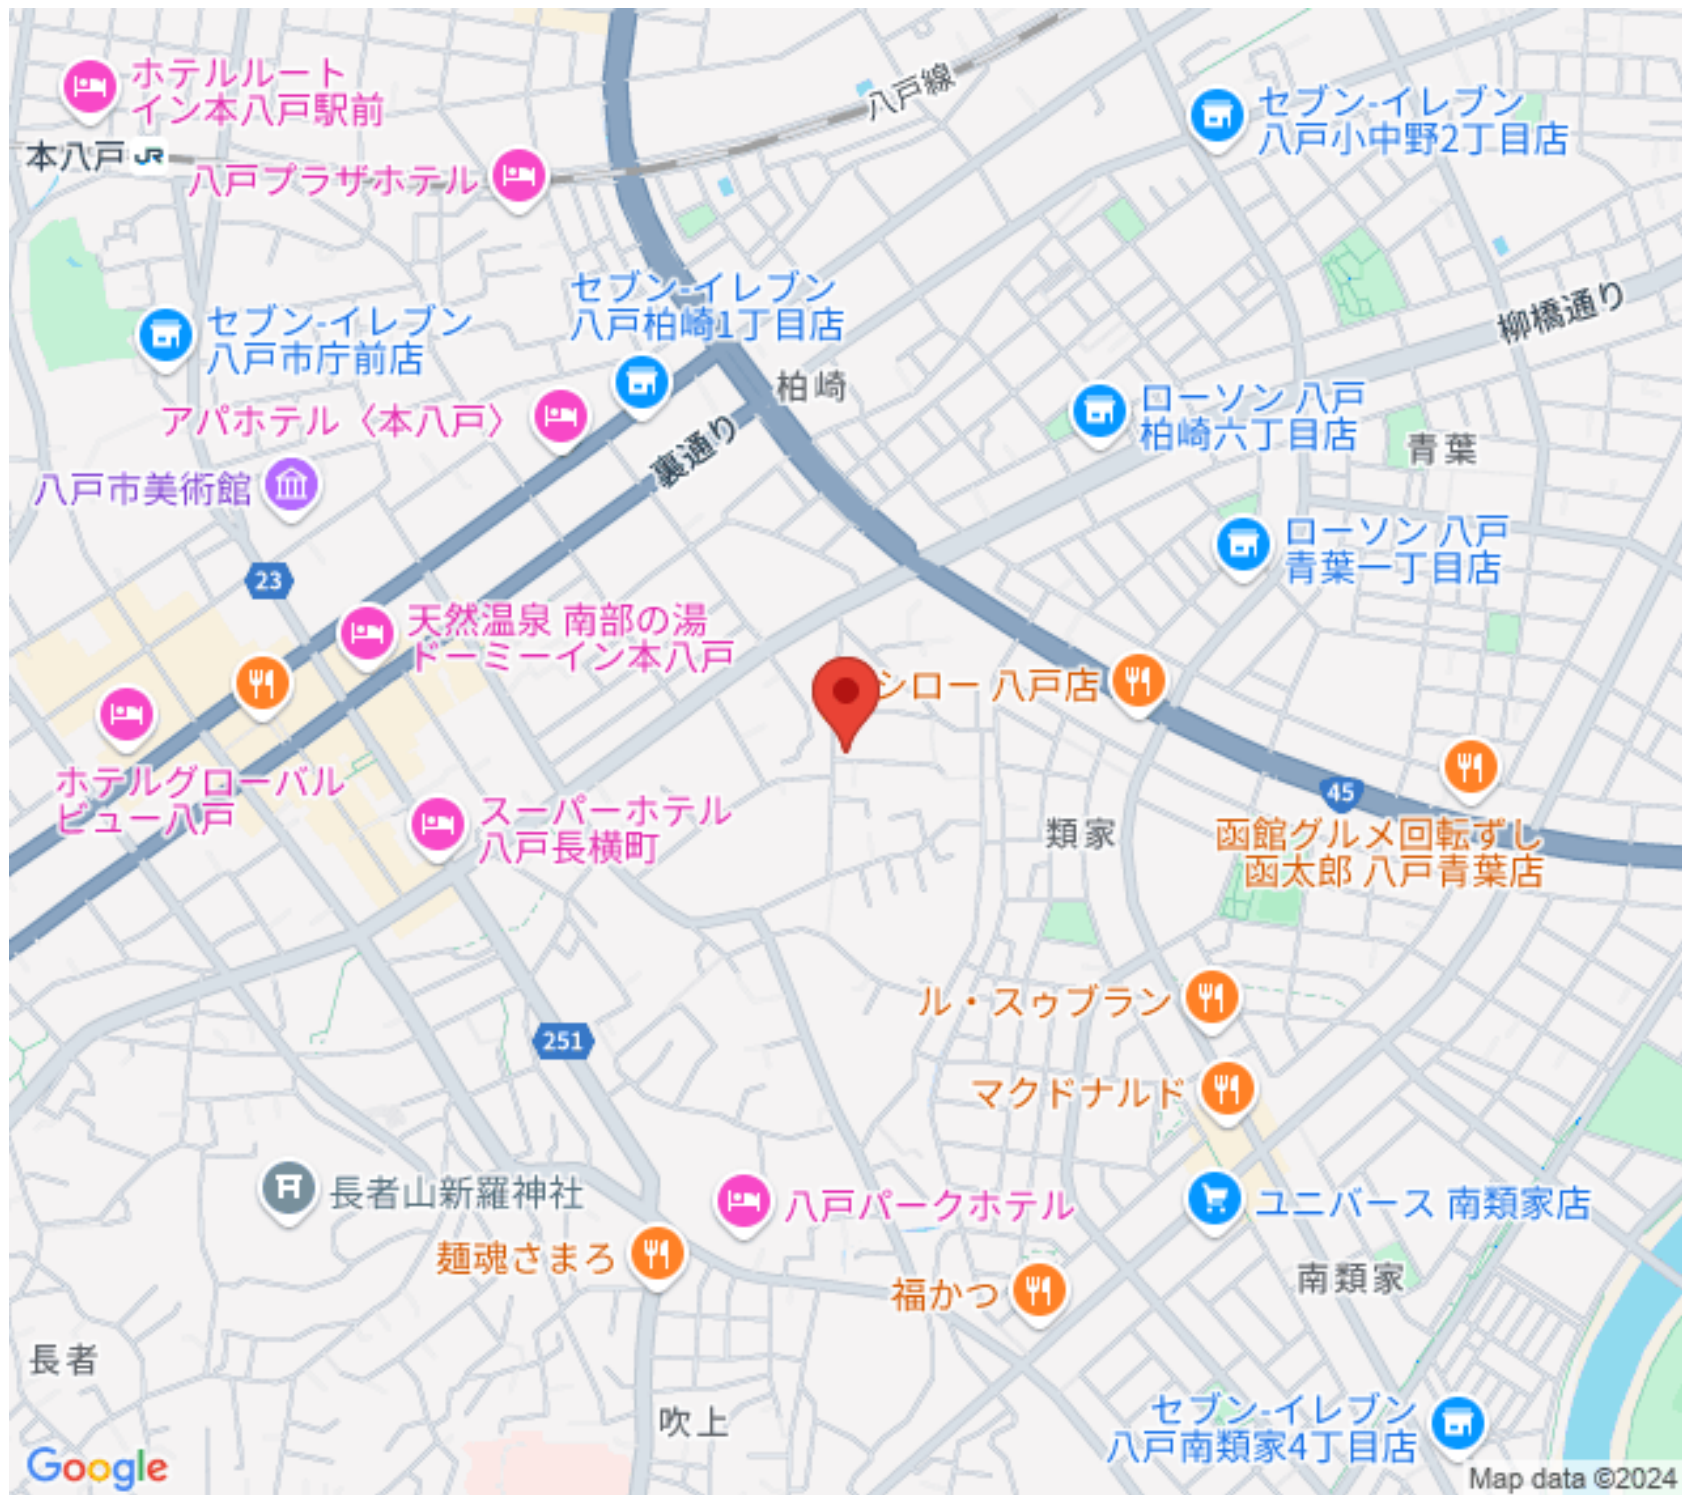 ホテルルート
イン本八戸駅前
本八戸 JR
八戸プラザホテル
八戸線
セブン-イレブン
八戸小中野2丁目店
セブン-イレブン
八戸市庁前店
セブン-イレブン
八戸柏崎1丁目店
柏崎
柳橋通り
アパホテル〈本八戸〉
裏通り
ローソン 八戸
柏崎六丁目店
青葉
八戸市美術館
23
ローソン 八戸
青葉一丁目店
天然温泉 南部の湯
ドーミーイン本八戸
シロー 八戸店
ホテルグローバル
ビュー八戸
スーパーホテル
八戸長横町
類家
45
函館グルメ回転ずし
函太郎 八戸青葉店
ル・スゥブラン
251
マクドナルド
長者山新羅神社
八戸パークホテル
ユニバース 南類家店
麺魂さまろ
福かつ
南類家
長者
吹上
セブン-イレブン
八戸南類家4丁目店
Google
Map data ©2024